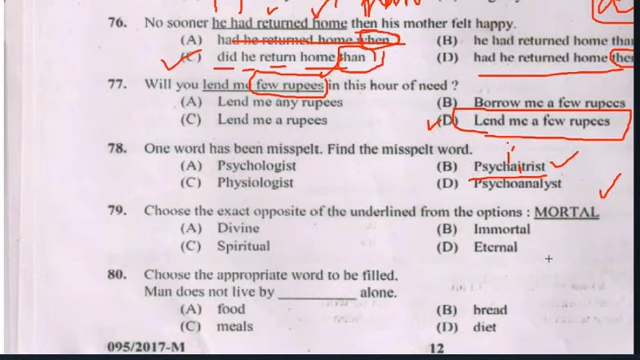 76. No sooner he had returned home then his mother felt happy.
(A) had he returned home when (B) he had returned home than
(C) did he return home than (D) had he returned home then
77. Will you lend me few rupees in this hour of need ?
(A) Lend me any rupees (B) Borrow me a few rupees
(C) Lend me a rupees (D) Lend me a few rupees
78. One word has been misspelt. Find the misspelt word.
(A) Psychologist (B) Psychaitrist
(C) Physiologist (D) Psychoanalyst
79. Choose the exact opposite of the underlined from the options : MORTAL
(A) Divine (B) Immortal
(C) Spiritual (D) Eternal
80. Choose the appropriate word to be filled.
Man does not live by ________ alone.
(A) food (B) bread
(C) meals (D) diet
095/2017-M 12